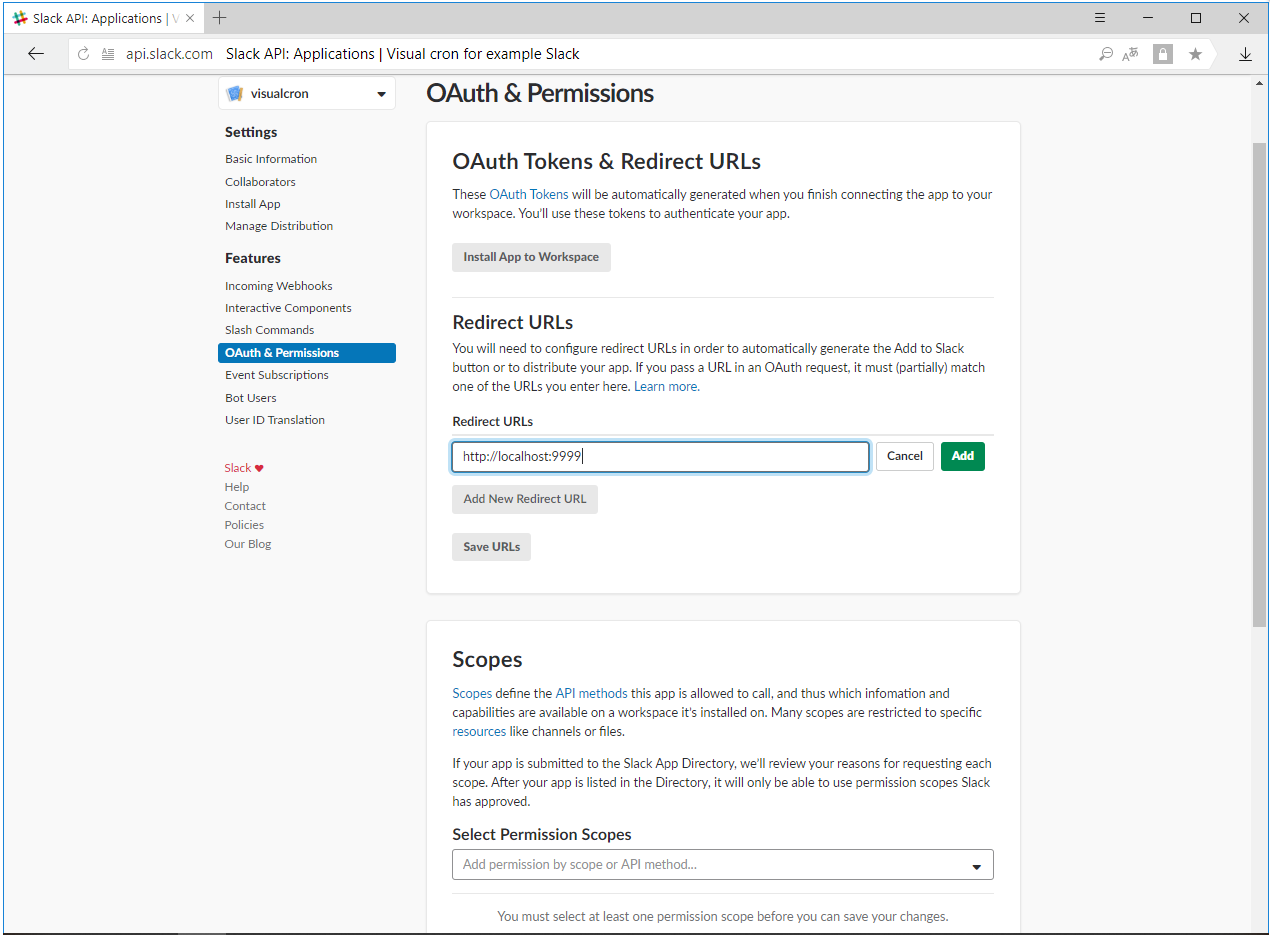 Slack API: Applications | V
api.slack.com Slack API: Applications | Visual cron for example Slack
visualcron
Settings
Basic Information
Collaborators
Install App
Manage Distribution
Features
Incoming Webhooks
Interactive Components
Slash Commands
OAuth & Permissions
Event Subscriptions
Bot Users
User ID Translation
Slack
Help
Contact
Policies
Our Blog
OAuth & Permissions
OAuth Tokens & Redirect URLs
These OAuth Tokens will be automatically generated when you finish connecting the app to your
workspace. You'll use these tokens to authenticate your app.
Install App to Workspace
Redirect URLs
You will need to configure redirect URLs in order to automatically generate the Add to Slack
button or to distribute your app. If you pass a URL in an OAuth request, it must (partially) match
one of the URLs you enter here. Learn more.
Redirect URLs
http://localhost:9999 Cancel Add
Add New Redirect URL
Save URLs
Scopes
Scopes define the API methods this app is allowed to call, and thus which infomation and
capabilities are available on a workspace it's installed on. Many scopes are restricted to specific
resources like channels or files.
If your app is submitted to the Slack App Directory, we'll review your reasons for requesting each
scope. After your app is listed in the Directory, it will only be able to use permission scopes Slack
has approved.
Select Permission Scopes
Add permission by scope or API method...
You must select at least one permission scope before you can save your changes.